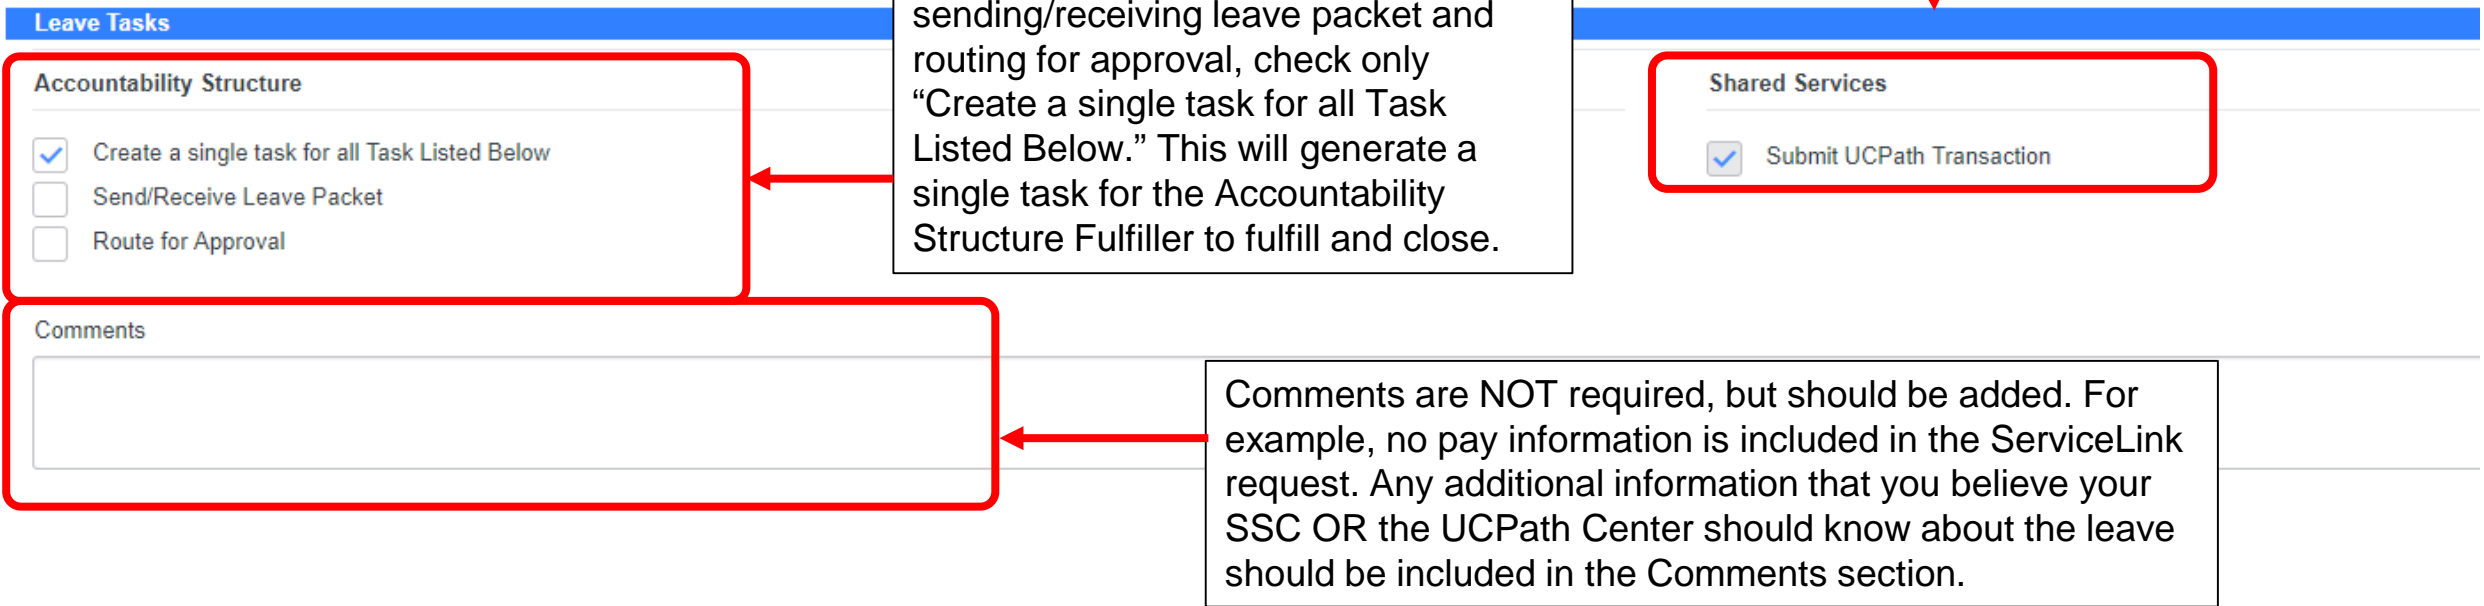 Leave Tasks
Accountability Structure
Create a single task for all Task Listed Below
Send/Receive Leave Packet
Route for Approval
sending/receiving leave packet and
routing for approval, check only
“Create a single task for all Task
Listed Below.” This will generate a
single task for the Accountability
Structure Fulfiller to fulfill and close.
Shared Services
Submit UCPath Transaction
Comments
Comments are NOT required, but should be added. For
example, no pay information is included in the ServiceLink
request. Any additional information that you believe your
SSC OR the UCPath Center should know about the leave
should be included in the Comments section.